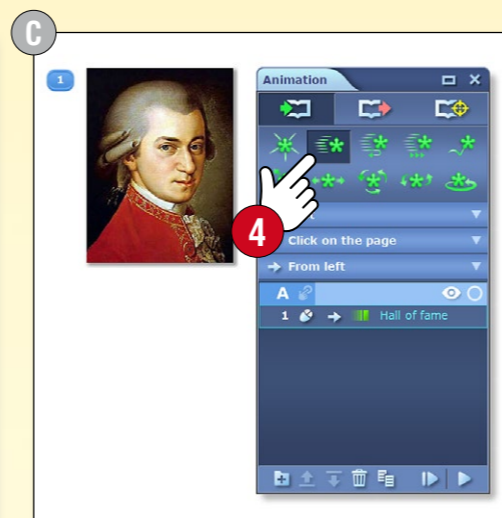 C
1
Animation
4
Click on the page
From left
A
1 Hall of fame